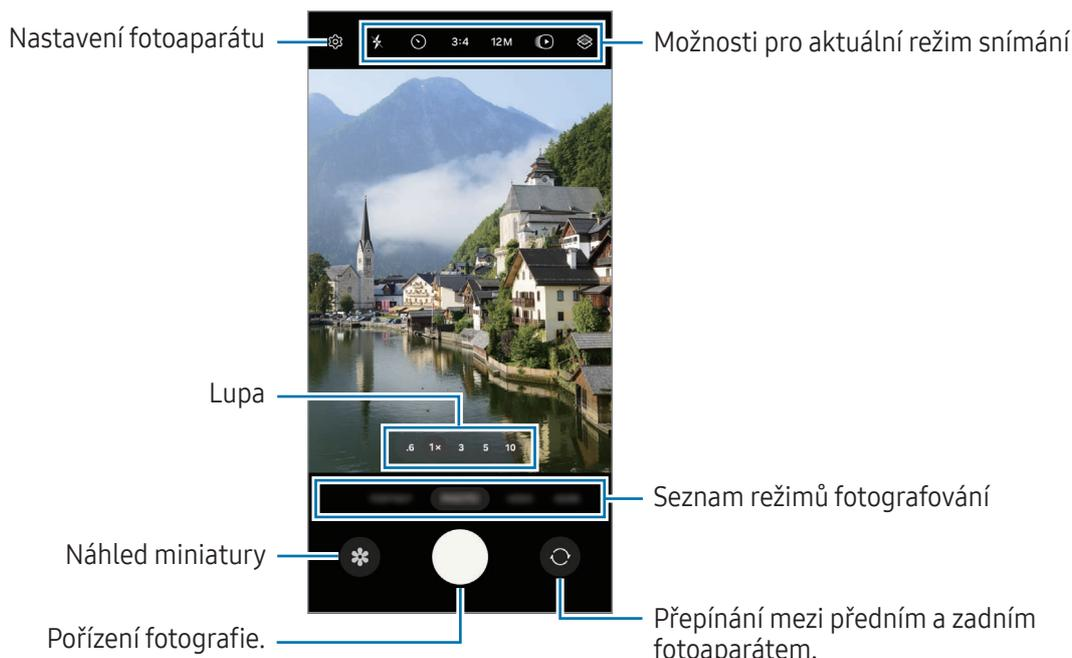 Nastavení fotoaparátu
3:4
12M
Možnosti pro aktuální režim snímání
Lupa
.6 1× 3 5 10
Seznam režimů fotografování
Náhled miniatury
Pořízení fotografie.
Přepínání mezi předním a zadním
fotoaparátem.